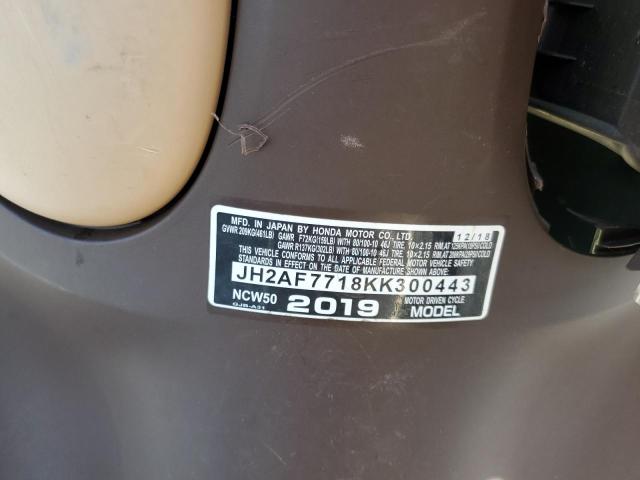 MFD. IN JAPAN BY HONDA MOTOR CO., LTD. 12/18
GVWR 209KG(461LB) GAWR F72KG(159LB) WITH 80/100-10 46J TIRE, 10×2.15 RIM, AT 125KPA(18PSI) COLD
GAWR R137KG(302LB) WITH 80/100-10 46J TIRE, 10×2.15 RIM, AT 200KPA(29PSI) COLD
THIS VEHICLE CONFORMS TO ALL APPLICABLE FEDERAL MOTOR VEHICLE SAFETY
STANDARDS IN EFFECT ON THE DATE OF MANUFACTURE SHOWN ABOVE.
JH2AF7718KK300443
NCW50 2019 MOTOR DRIVEN CYCLE
GJB-A31 MODEL